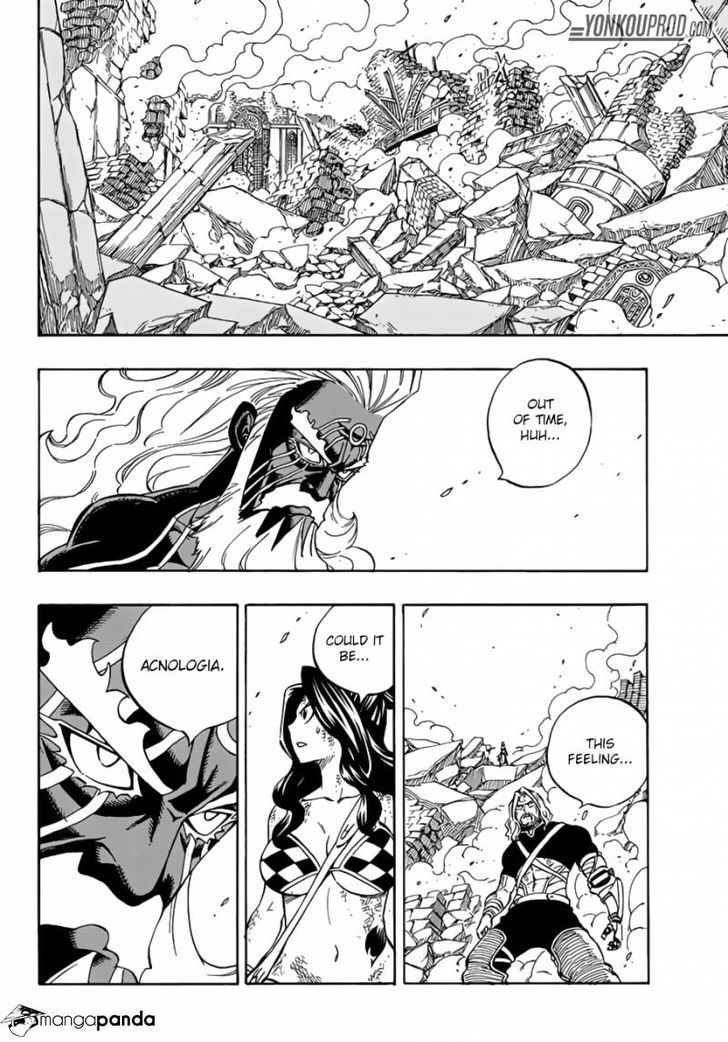 =YONKOUPROD.COM
OUT
OF TIME,
HUH...
THIS
FEELING...
COULD IT
BE...
ACNOLOGIA.
mangapanda